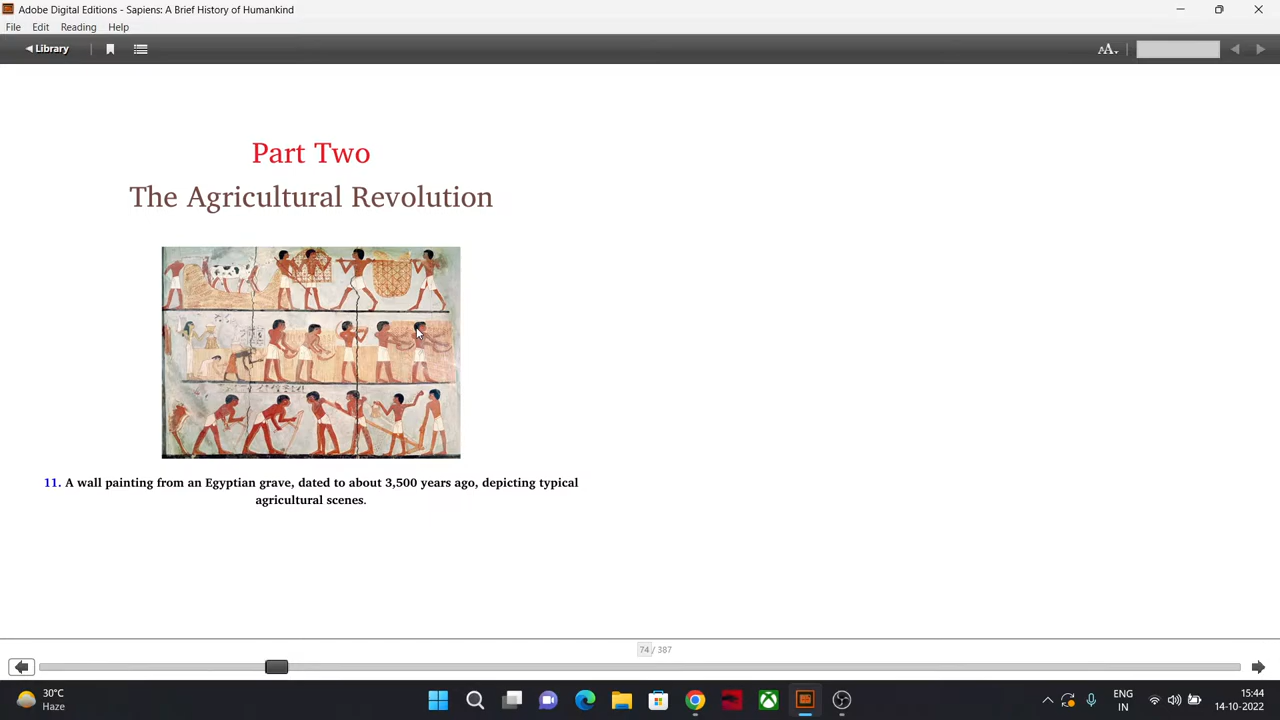 Adobe Digital Editions - Sapiens: A Brief History of Humankind
File Edit Reading Help
Library
AA
Part Two
The Agricultural Revolution
11. A wall painting from an Egyptian grave, dated to about 3,500 years ago, depicting typical
agricultural scenes.
74 / 387
30°C
Haze
ENG
IN
15:44
14-10-2022